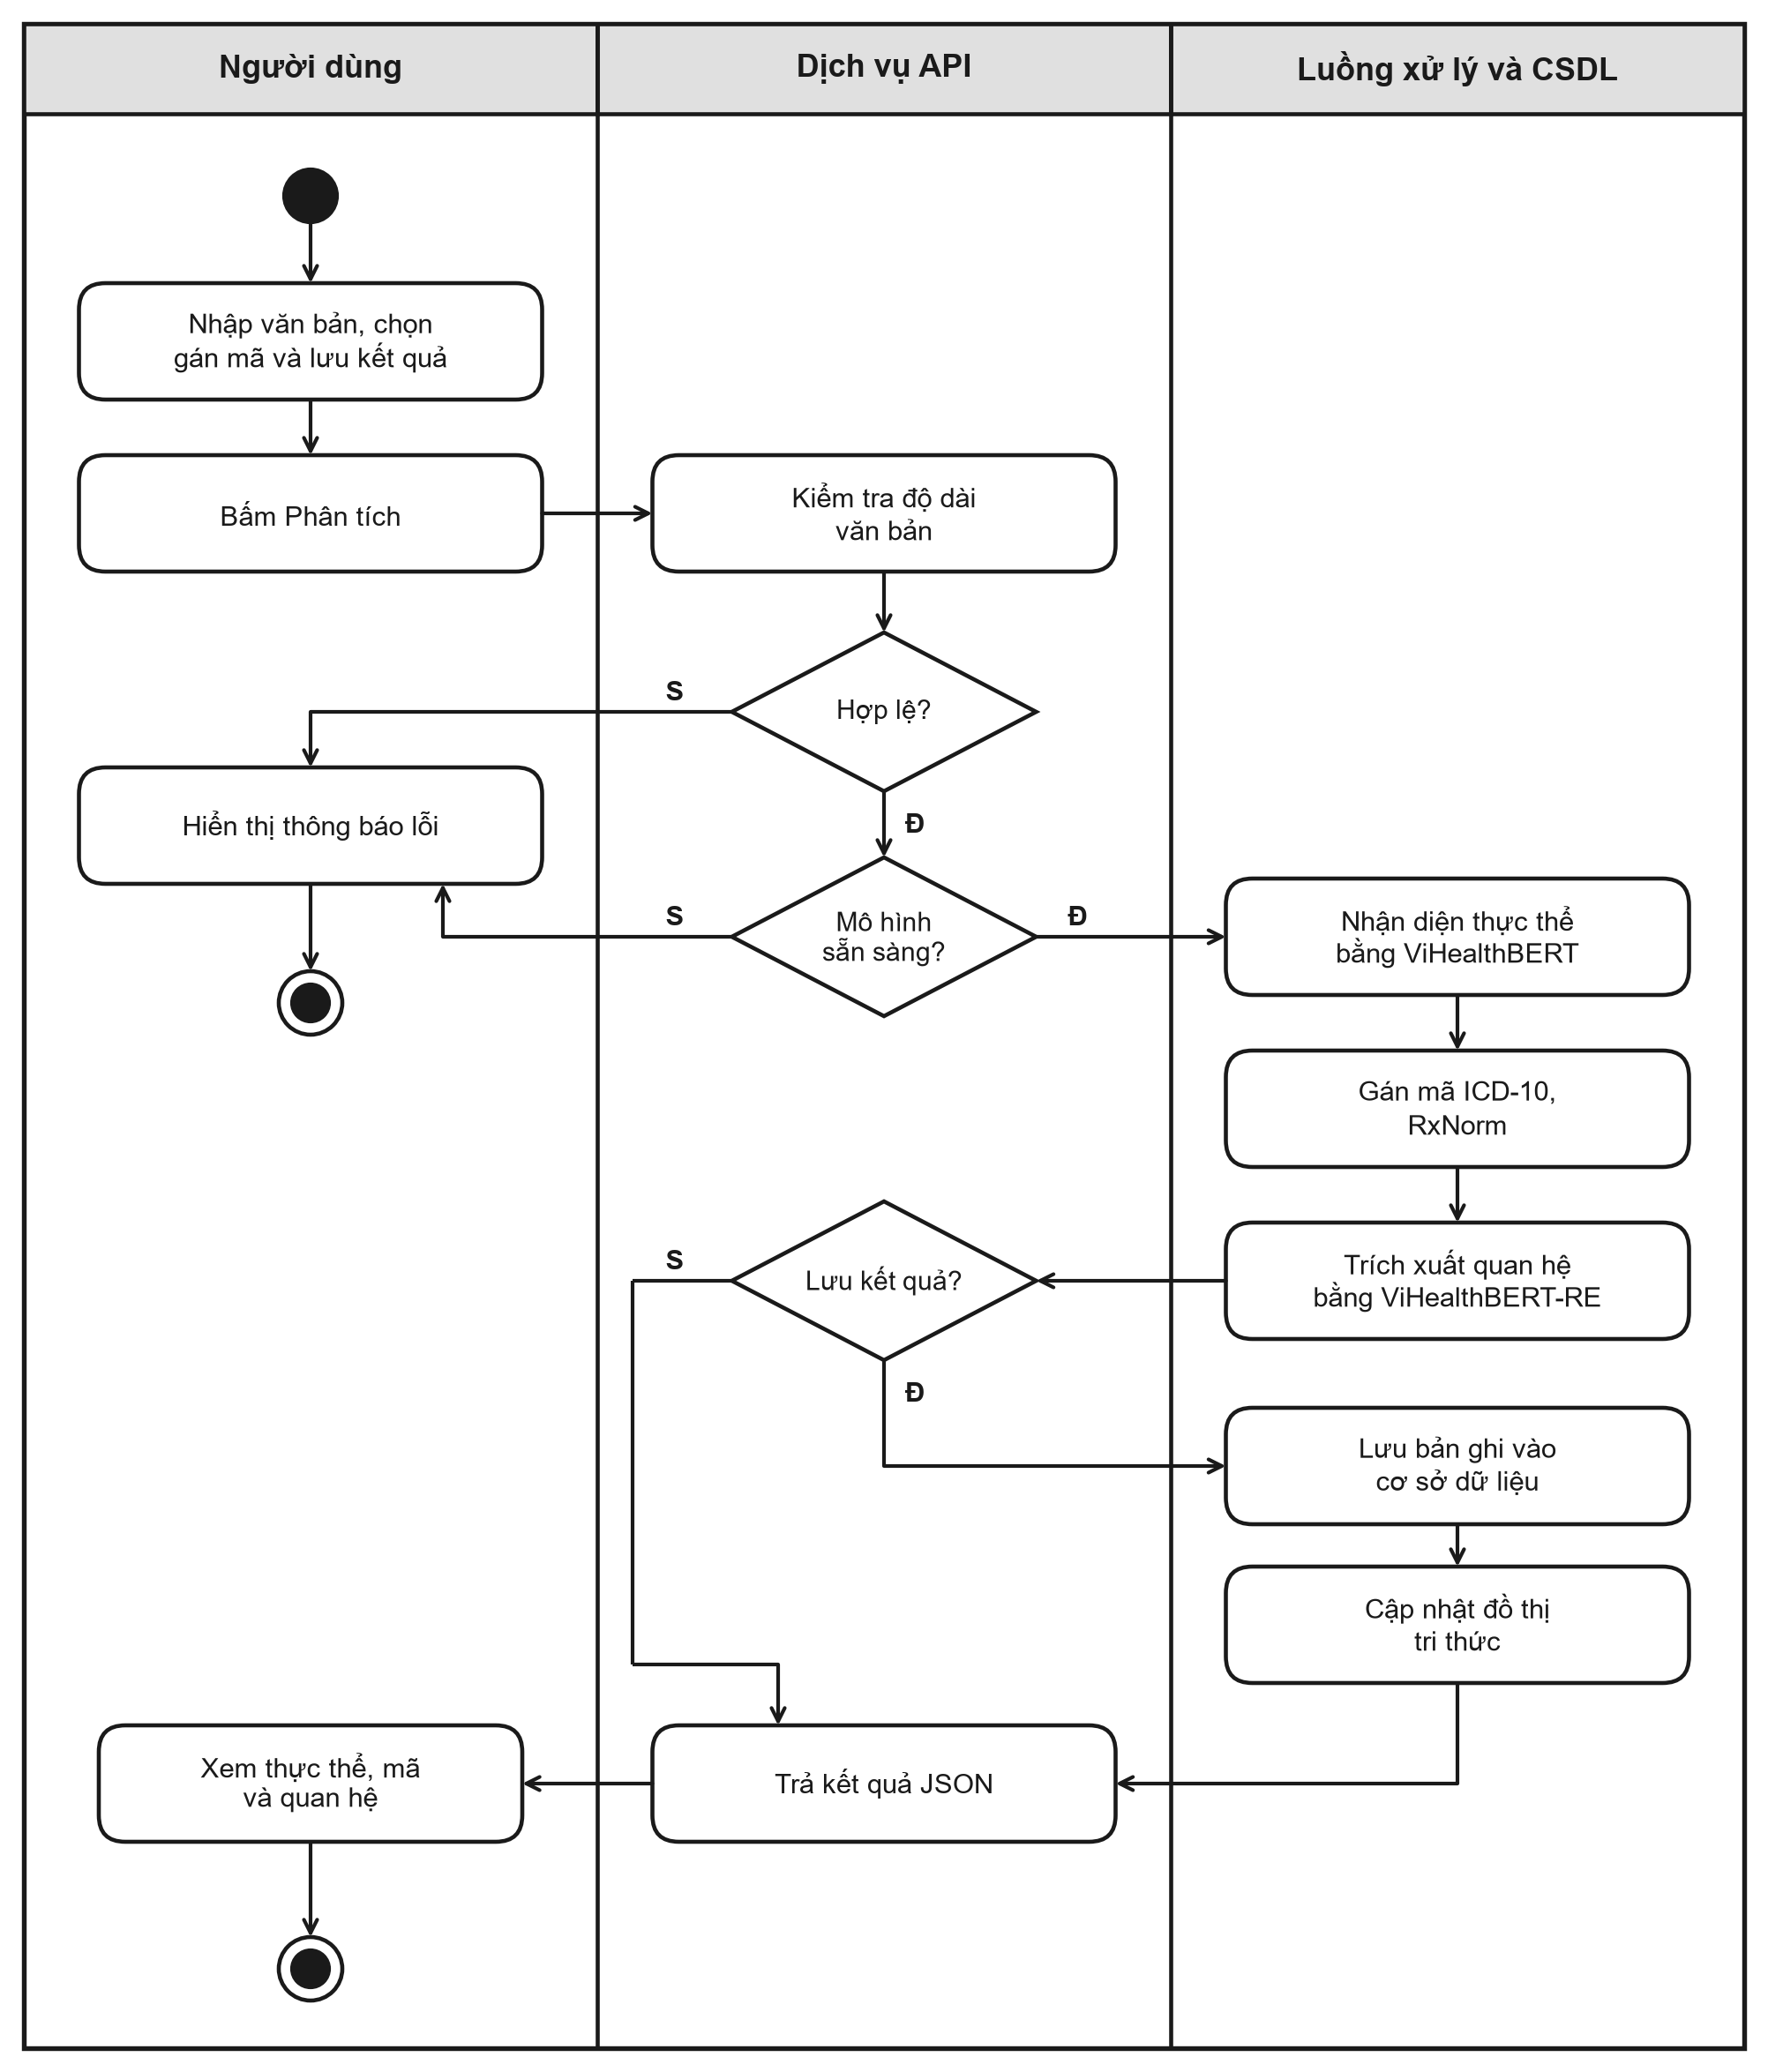 Người dùng
Dịch vụ API
Luồng xử lý và CSDL
Nhập văn bản, chọn
gán mã và lưu kết quả
Bấm Phân tích
Kiểm tra độ dài
văn bản
Hợp lệ?
S
Đ
Hiển thị thông báo lỗi
Mô hình
sẵn sàng?
S
Đ
Nhận diện thực thể
bằng ViHealthBERT
Gán mã ICD-10,
RxNorm
Trích xuất quan hệ
bằng ViHealthBERT-RE
Lưu kết quả?
S
Đ
Lưu bản ghi vào
cơ sở dữ liệu
Cập nhật đồ thị
tri thức
Trả kết quả JSON
Xem thực thể, mã
và quan hệ